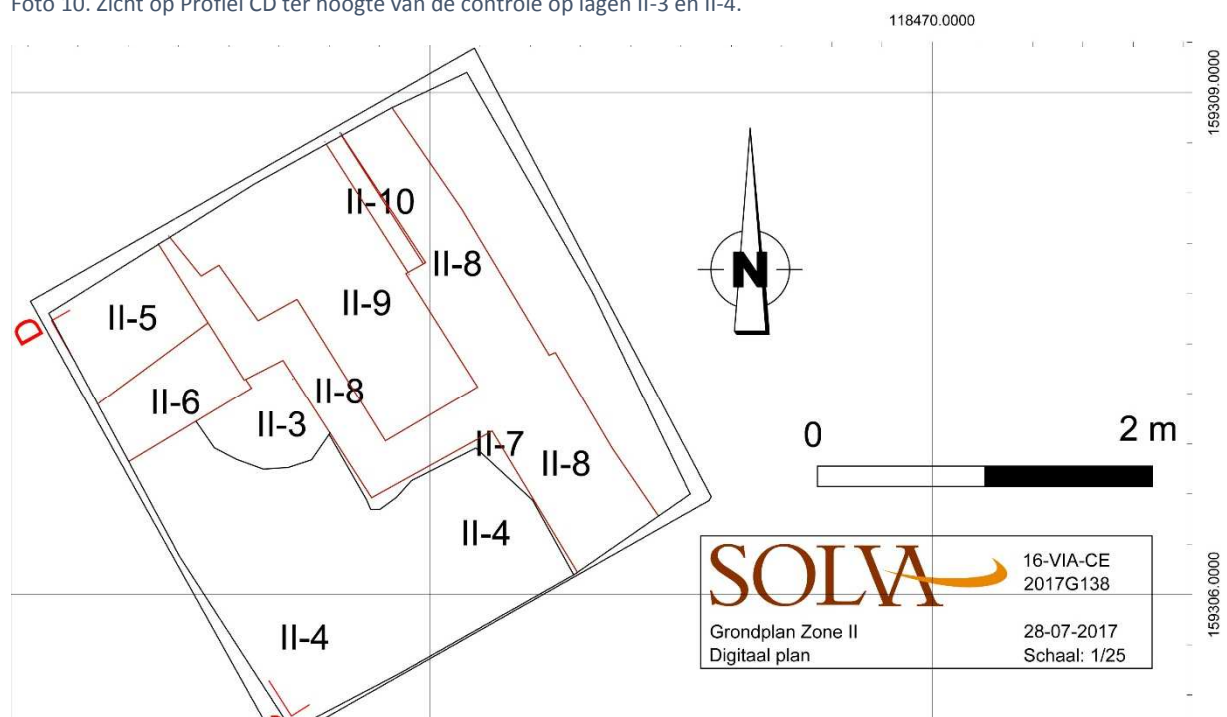 Foto 10. Zicht op Profiel CD ter hoogte van de controle op lagen II-3 en II-4.
118470.0000
159309.0000
II-10
II-8
II-9
II-5
D
II-8
II-6
II-3
II-7
II-8
II-4
II-4
N
0 2 m
SOLVA
16-VIA-CE
2017G138
Grondplan Zone II
Digitaal plan
28-07-2017
Schaal: 1/25
159306.0000